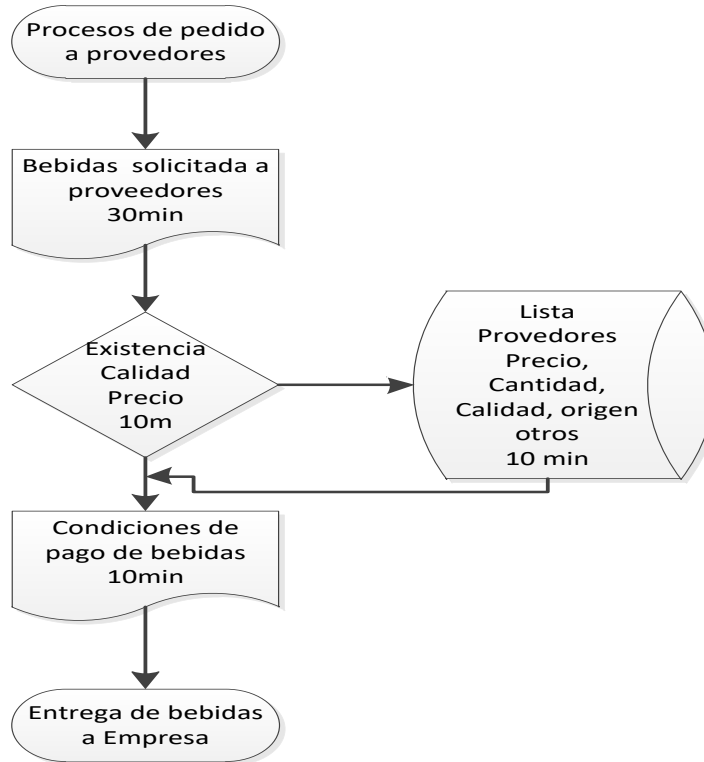 Procesos de pedido
a provedores
Bebidas  solicitada a
proveedores
30min
Existencia
Calidad
Precio
10m
Lista
Provedores
Precio,
Cantidad,
Calidad, origen
otros
10 min
Condiciones de
pago de bebidas
10min
Entrega de bebidas
a Empresa